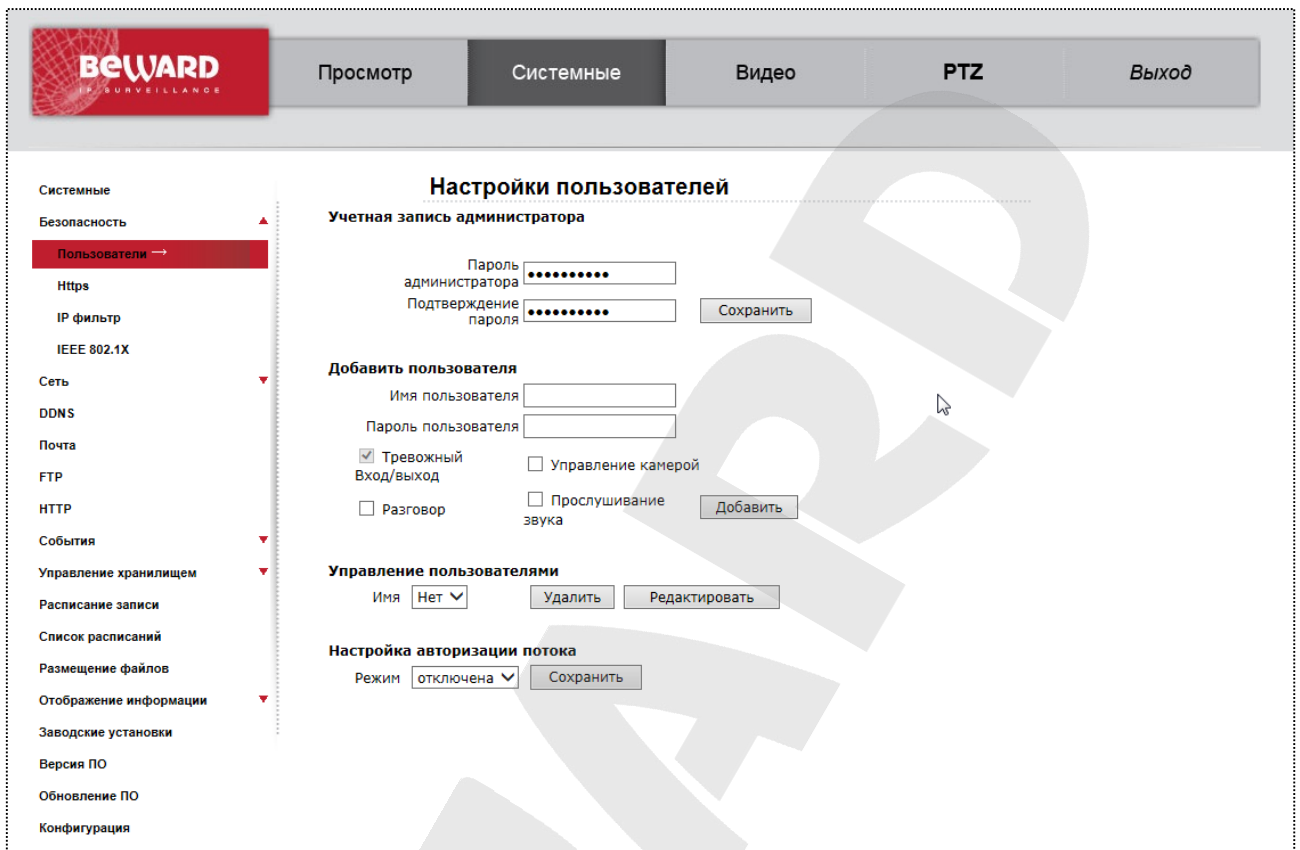 BEWARD
IP SURVEILLANCE
Просмотр
Системные
Видео
PTZ
Выход
Системные
Безопасность
Пользователи →
Https
IP фильтр
IEEE 802.1X
Сеть
DDNS
Почта
FTP
HTTP
События
Управление хранилищем
Расписание записи
Список расписаний
Размещение файлов
Отображение информации
Заводские установки
Версия ПО
Обновление ПО
Конфигурация
Настройки пользователей
Учетная запись администратора
Пароль
администратора ••••••••••
Подтверждение
пароля •••••••••• Сохранить
Добавить пользователя
Имя пользователя
Пароль пользователя
Тревожный
Вход/выход
Управление камерой
Разговор
Прослушивание
звука
Добавить
Управление пользователями
Имя Нет Удалить Редактировать
Настройка авторизации потока
Режим отключена Сохранить
WARD